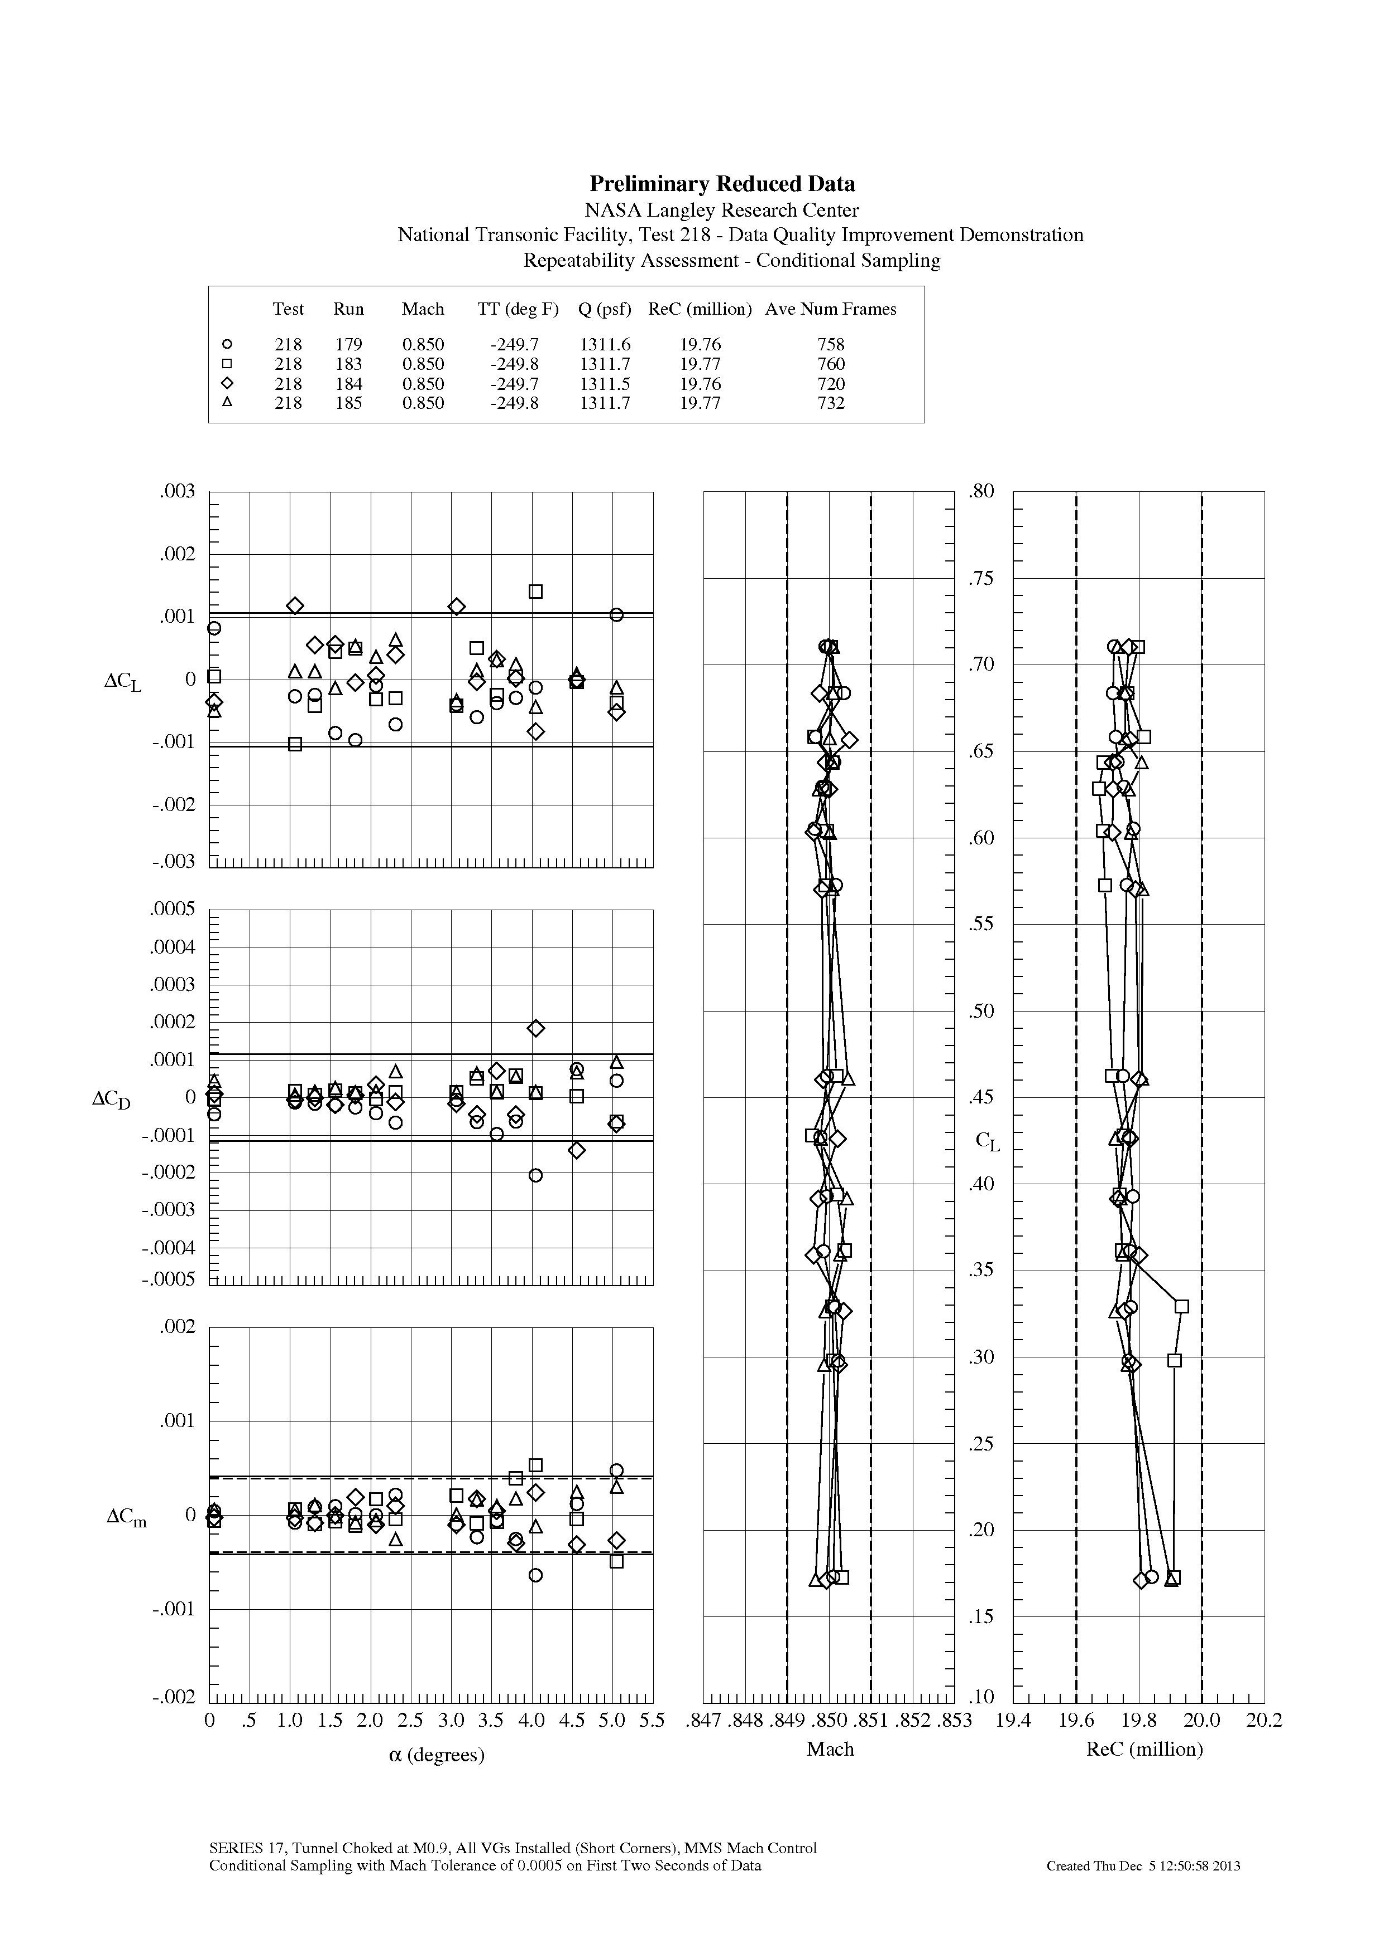 Preliminary Reduced Data
NASA Langley Research Center
National Transonic Facility, Test 218 - Data Quality Improvement Demonstration
Repeatability Assessment - Conditional Sampling
Test Run Mach TT (deg F) Q (psf) ReC (million) Ave Num Frames
218 179 0.850 -249.7 1311.6 19.76 758
218 183 0.850 -249.8 1311.7 19.77 760
218 184 0.850 -249.7 1311.5 19.76 720
218 185 0.850 -249.8 1311.7 19.77 732
.003
.002
.001
ΔCL 0
-.001
-.002
-.003
.0005
.0004
.0003
.0002
.0001
ΔCD 0
-.0001
-.0002
-.0003
-.0004
-.0005
.002
.001
ΔCm 0
-.001
-.002
0 .5 1.0 1.5 2.0 2.5 3.0 3.5 4.0 4.5 5.0 5.5
α (degrees)
.847 .848 .849 .850 .851 .852 .853
Mach
.80
.75
.70
.65
.60
.55
.50
.45
CL
.40
.35
.30
.25
.20
.15
.10
19.4 19.6 19.8 20.0 20.2
ReC (million)
SERIES 17, Tunnel Choked at M0.9, All VGs Installed (Short Corners), MMS Mach Control
Conditional Sampling with Mach Tolerance of 0.0005 on First Two Seconds of Data
Created Thu Dec 5 12:50:58 2013